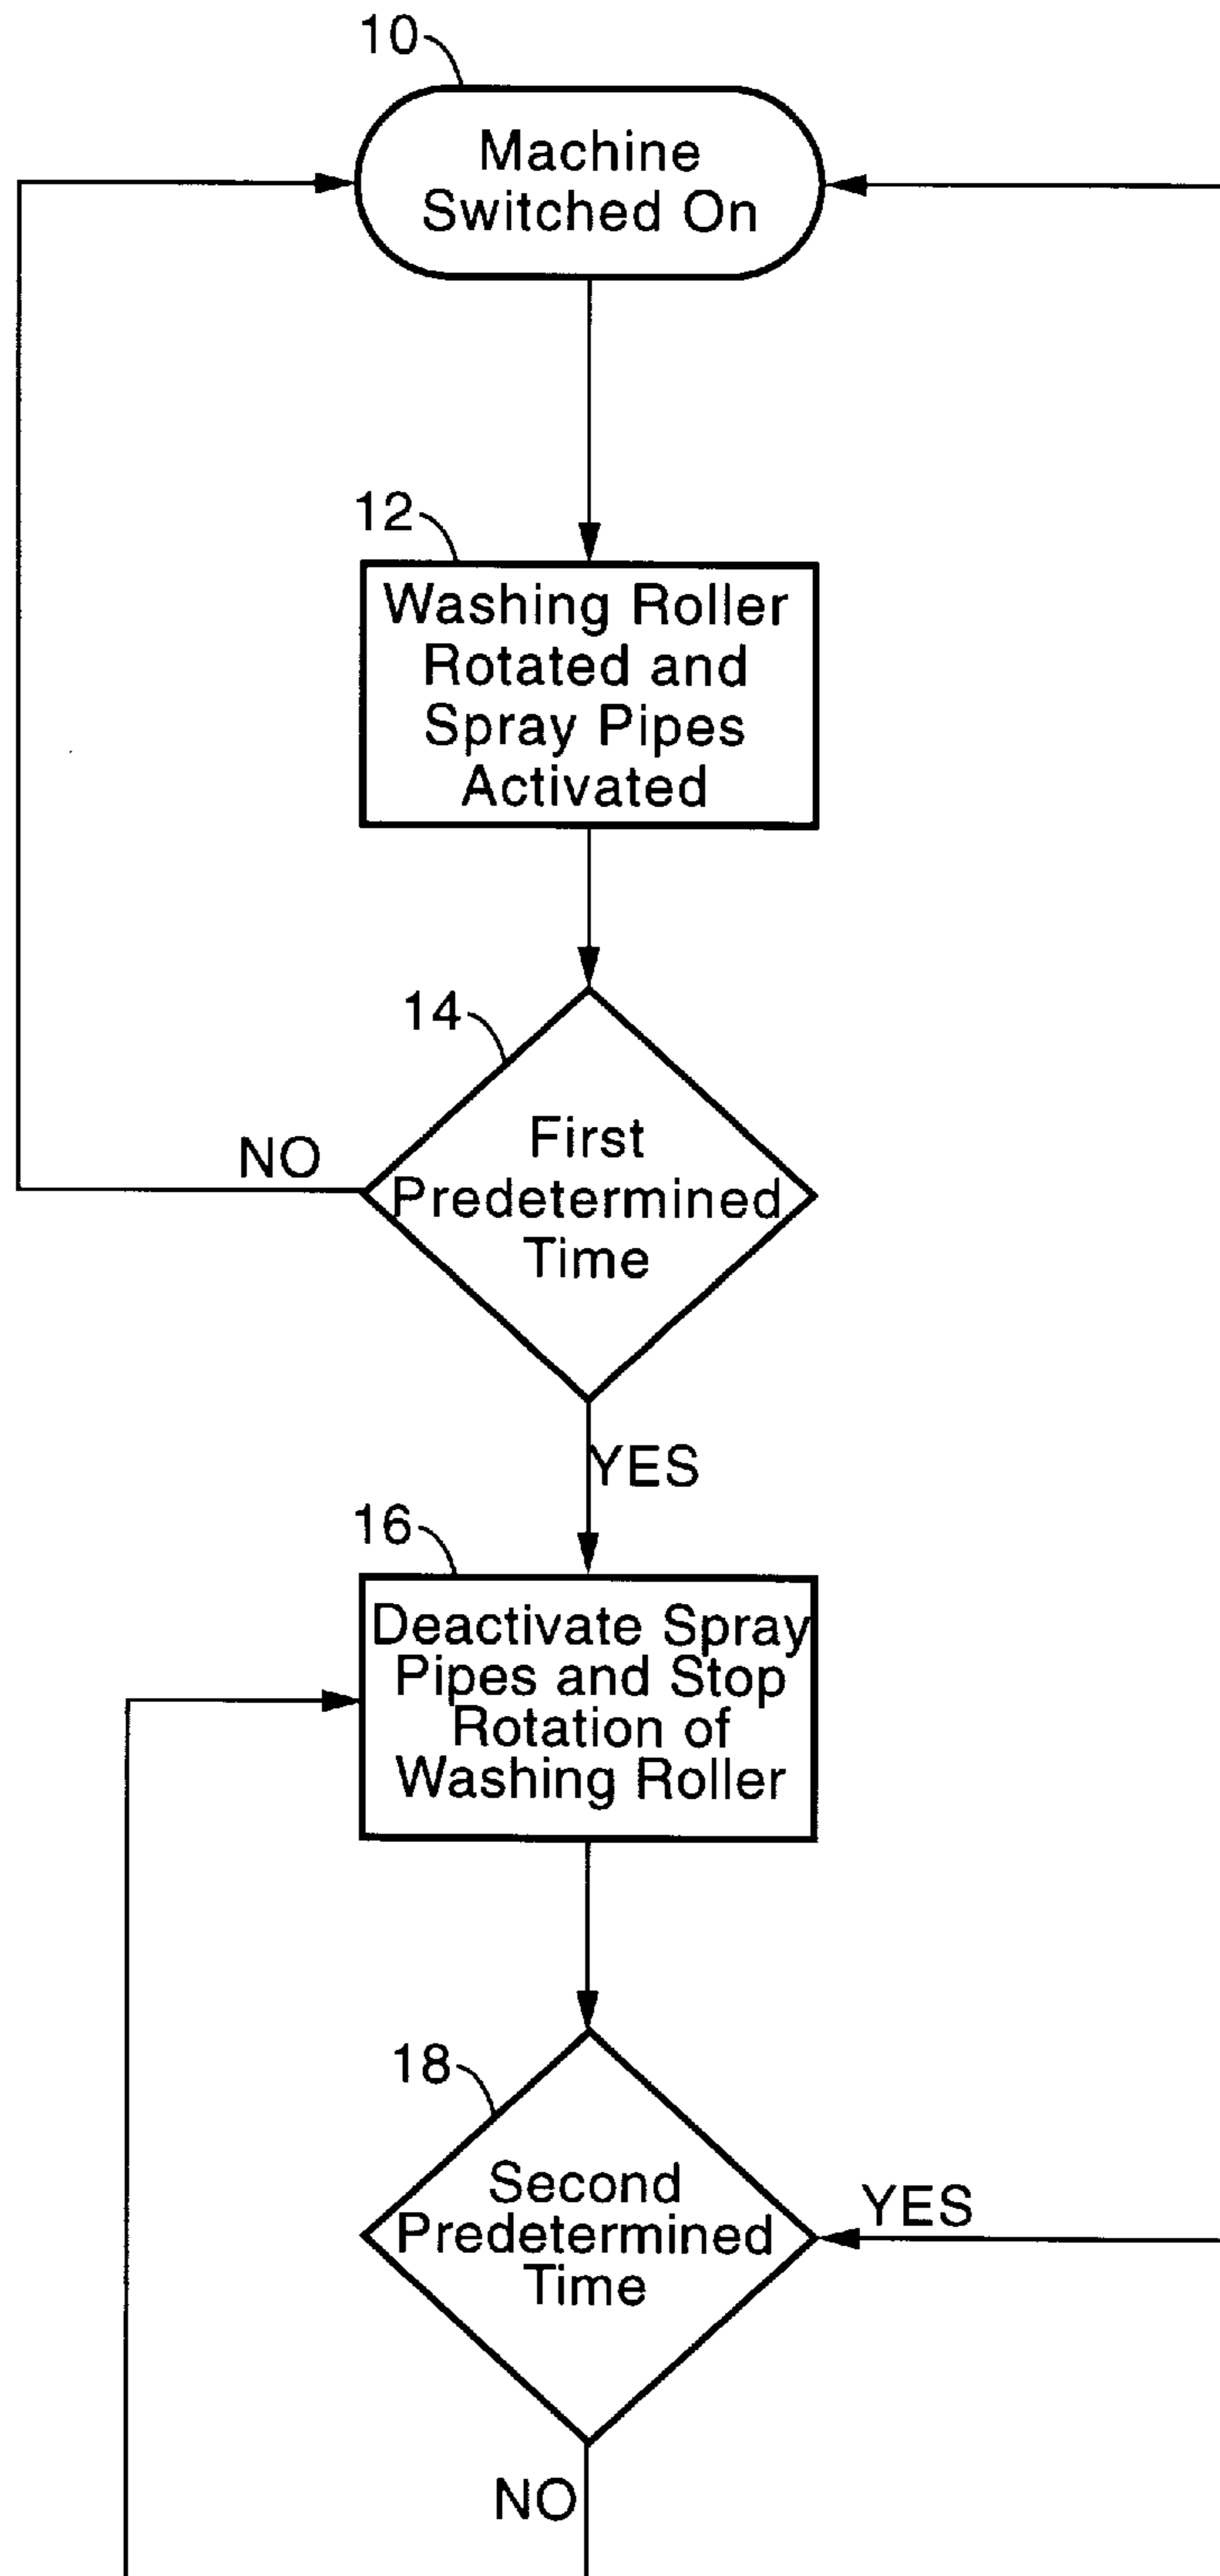 10
Machine
Switched On
12
Washing Roller
Rotated and
Spray Pipes
Activated
14
First
Predetermined
Time
NO
YES
16
Deactivate Spray
Pipes and Stop
Rotation of
Washing Roller
18
Second
Predetermined
Time
YES
NO